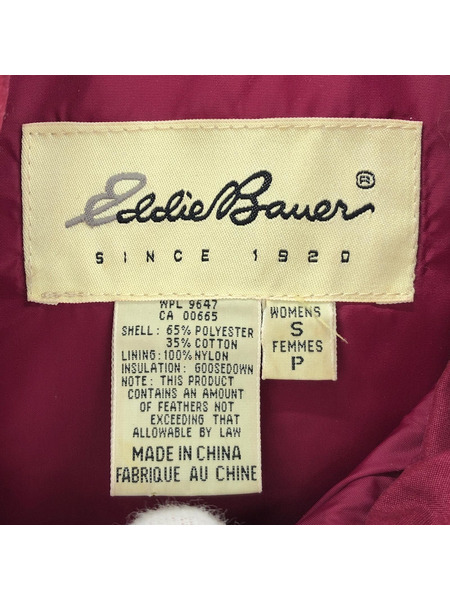 Eddie Bauer®
SINCE 1920
WPL 9647
CA 00665
SHELL: 65% POLYESTER
35% COTTON
LINING: 100% NYLON
INSULATION: GOOSEDOWN
NOTE: THIS PRODUCT
CONTAINS AN AMOUNT
OF FEATHERS NOT
EXCEEDING THAT
ALLOWABLE BY LAW
MADE IN CHINA
FABRIQUE AU CHINE
WOMENS
S
FEMMES
P